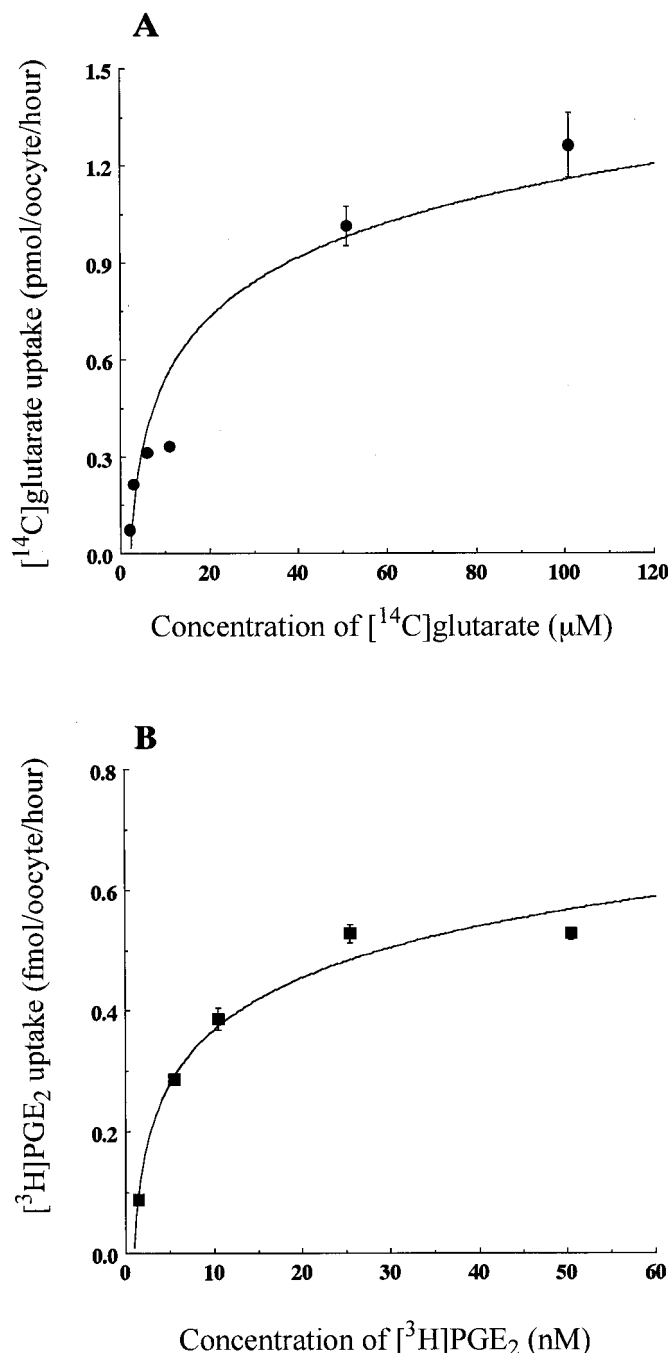 A
[¹⁴C]glutarate uptake (pmol/oocyte/hour)
1.5
1.2
0.9
0.6
0.3
0.0
0 20 40 60 80 100 120
Concentration of [¹⁴C]glutarate (μM)
B
[³H]PGE₂ uptake (fmol/oocyte/hour)
0.8
0.6
0.4
0.2
0.0
0 10 20 30 40 50 60
Concentration of [³H]PGE₂ (nM)